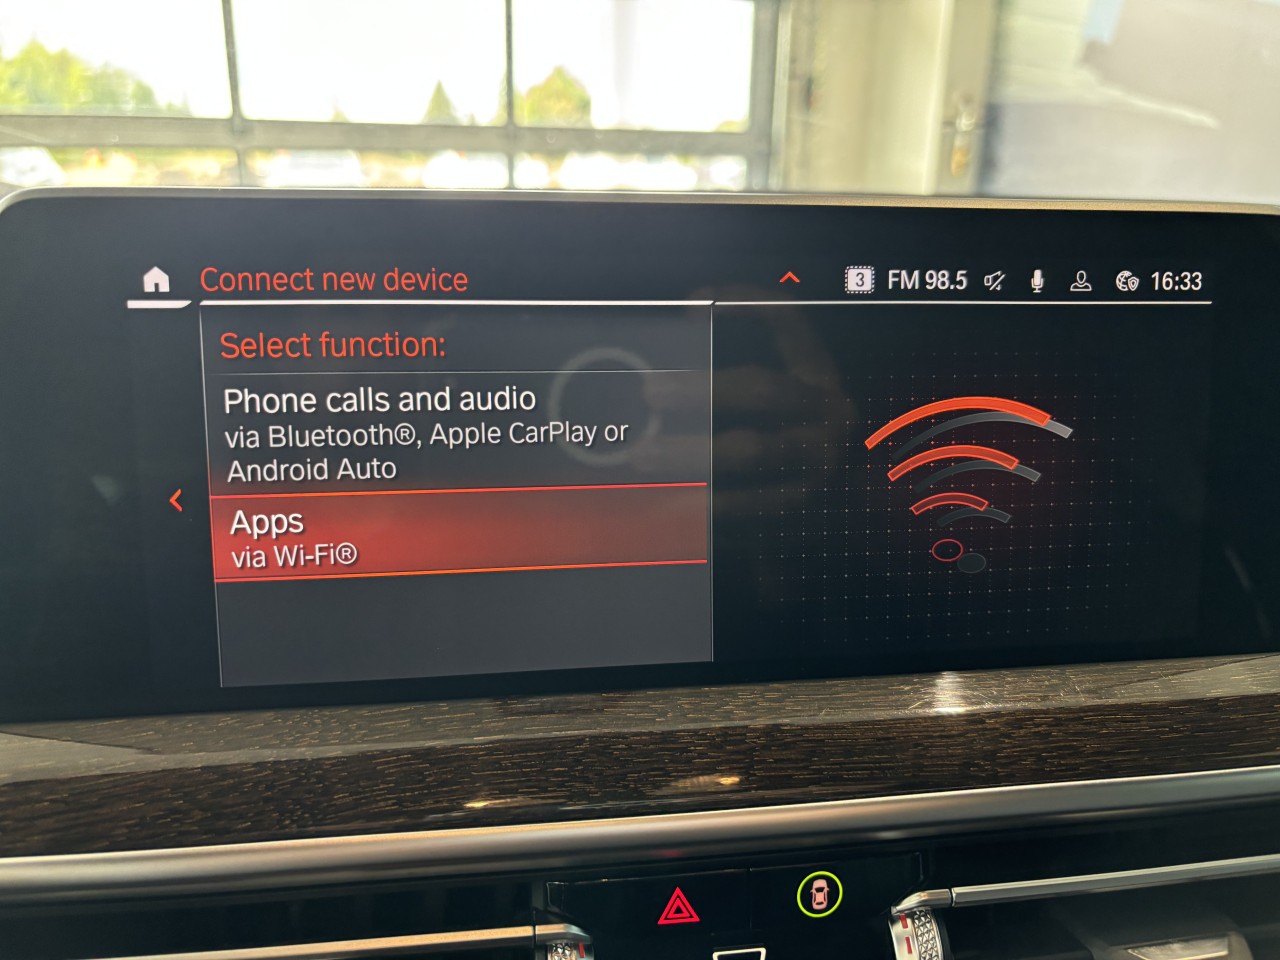 Connect new device
3 FM 98.5 16:33
Select function:
Phone calls and audio
via Bluetooth®, Apple CarPlay or
Android Auto
Apps
via Wi-Fi®